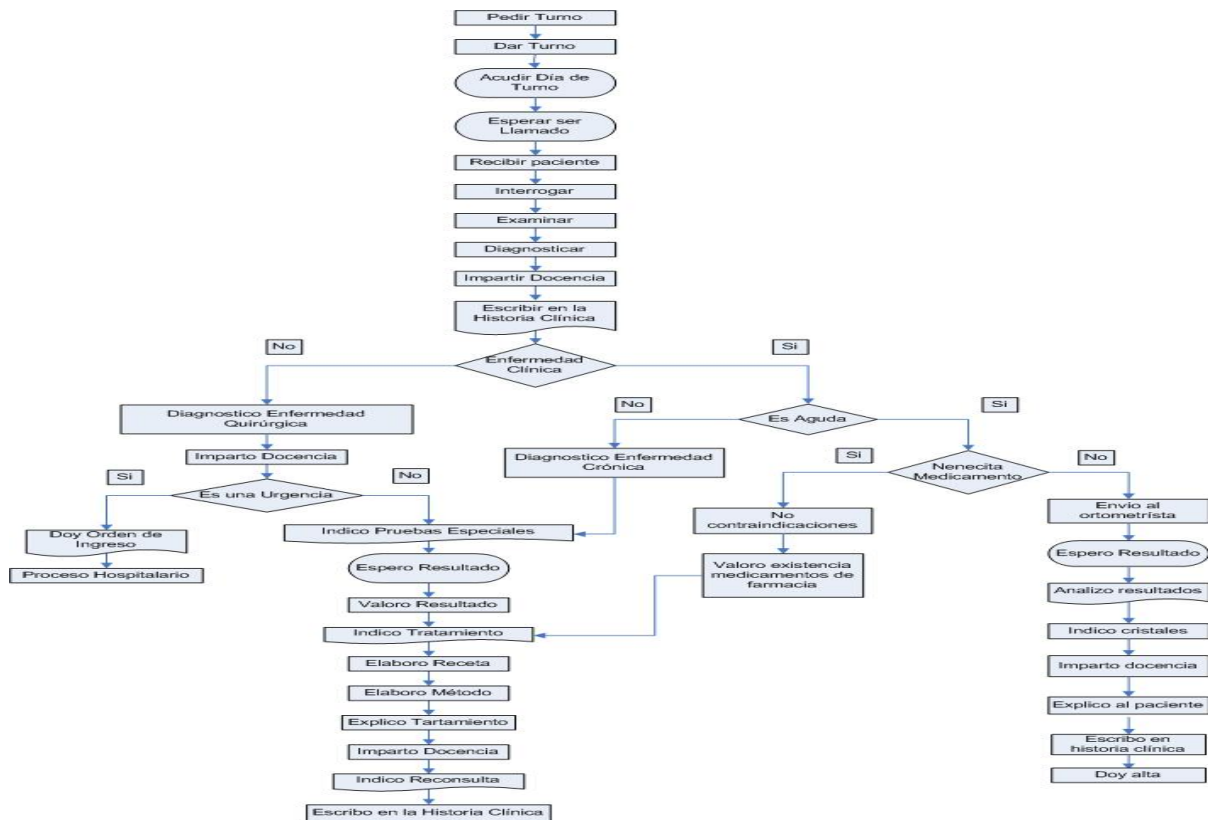 Pedir Turno
Dar Turno
Acudir Día de
Turno
Esperar ser
Llamado
Recibir paciente
Interrogar
Examinar
Diagnosticar
Impartir Docencia
Escribir en la
Historia Clínica
No
Si
Enfermedad
Clínica
Diagnostico Enfermedad
Quirúrgica
No
Es Aguda
Si
Imparto Docencia
Diagnostico Enfermedad
Crónica
Si
Nenecita
Medicamento
No
Si
Es una Urgencia
No
Doy Orden de
Ingreso
Indico Pruebas Especiales
No
contraindicaciones
Envio al
ortometrísta
Proceso Hospitalario
Espero Resultado
Valoro existencia
medicamentos de
farmacia
Espero Resultado
Valoro Resultado
Analizo resultados
Indico Tratamiento
Indico cristales
Elaboro Receta
Imparto docencia
Elaboro Método
Explico al paciente
Explico Tartamiento
Escribo en
historia clínica
Imparto Docencia
Doy alta
Indico Reconsulta
Escribo en la Historia Clínica